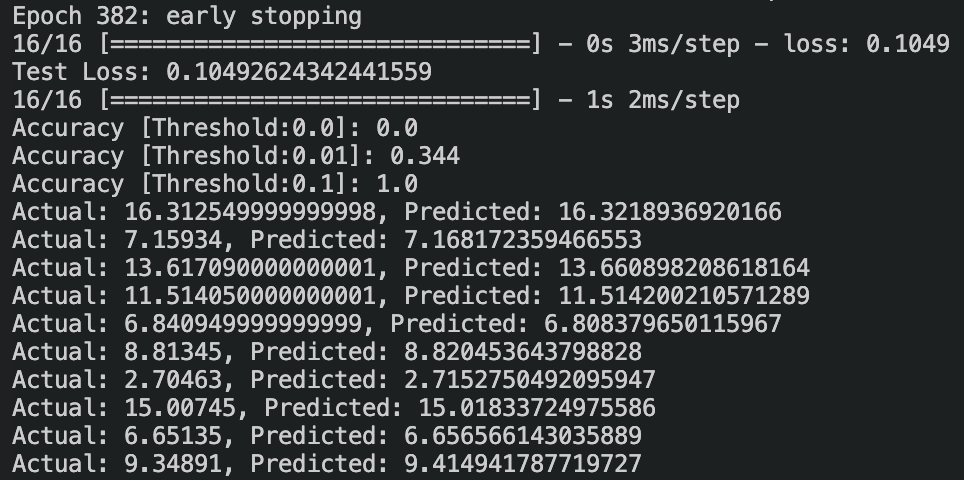 Epoch 382: early stopping
16/16 [==============================] - 0s 3ms/step - loss: 0.1049
Test Loss: 0.10492624342441559
16/16 [==============================] - 1s 2ms/step
Accuracy [Threshold:0.0]: 0.0
Accuracy [Threshold:0.01]: 0.344
Accuracy [Threshold:0.1]: 1.0
Actual: 16.312549999999998, Predicted: 16.3218936920166
Actual: 7.15934, Predicted: 7.168172359466553
Actual: 13.617090000000001, Predicted: 13.660898208618164
Actual: 11.514050000000001, Predicted: 11.514200210571289
Actual: 6.840949999999999, Predicted: 6.808379650115967
Actual: 8.81345, Predicted: 8.820453643798828
Actual: 2.70463, Predicted: 2.7152750492095947
Actual: 15.00745, Predicted: 15.01833724975586
Actual: 6.65135, Predicted: 6.656566143035889
Actual: 9.34891, Predicted: 9.414941787719727